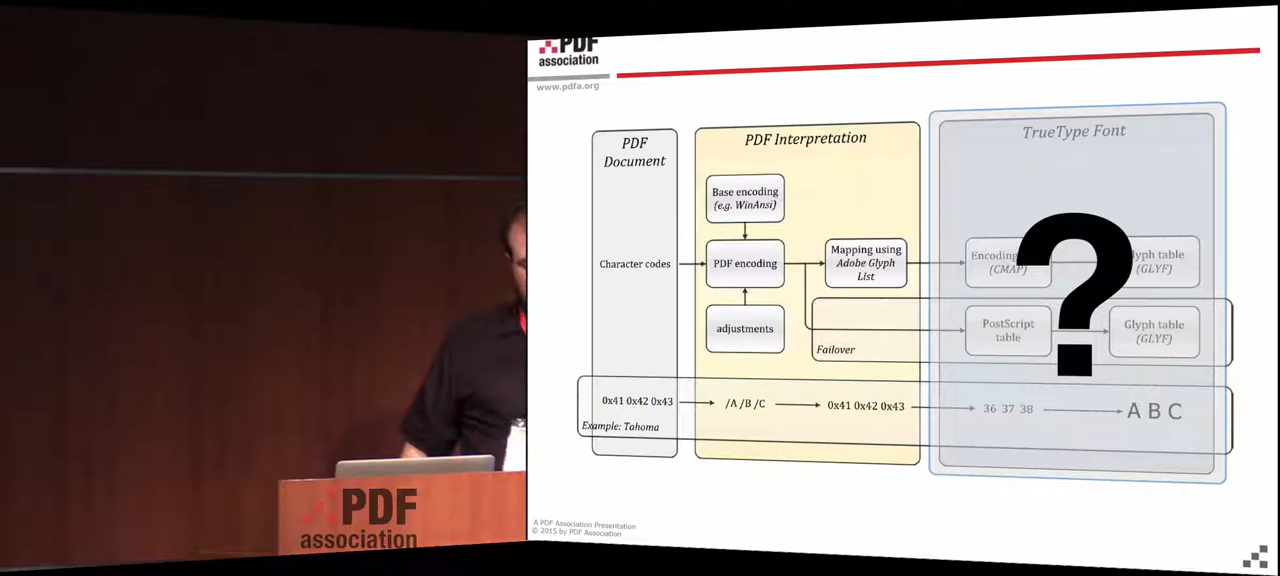 PDF
association
www.pdfa.org
PDF
Document
PDF Interpretation
TrueType Font
Base encoding
(e.g. WinAnsi)
Character codes
PDF encoding
Mapping using
Adobe Glyph
List
Encoding
(CMAP)
Glyph table
(GLYF)
adjustments
PostScript
table
Glyph table
(GLYF)
Failover
?
0x41 0x42 0x43
/A /B /C
0x41 0x42 0x43
36 37 38
A B C
Example: Tahoma
A PDF Association Presentation
© 2015 by PDF Association
PDF
association